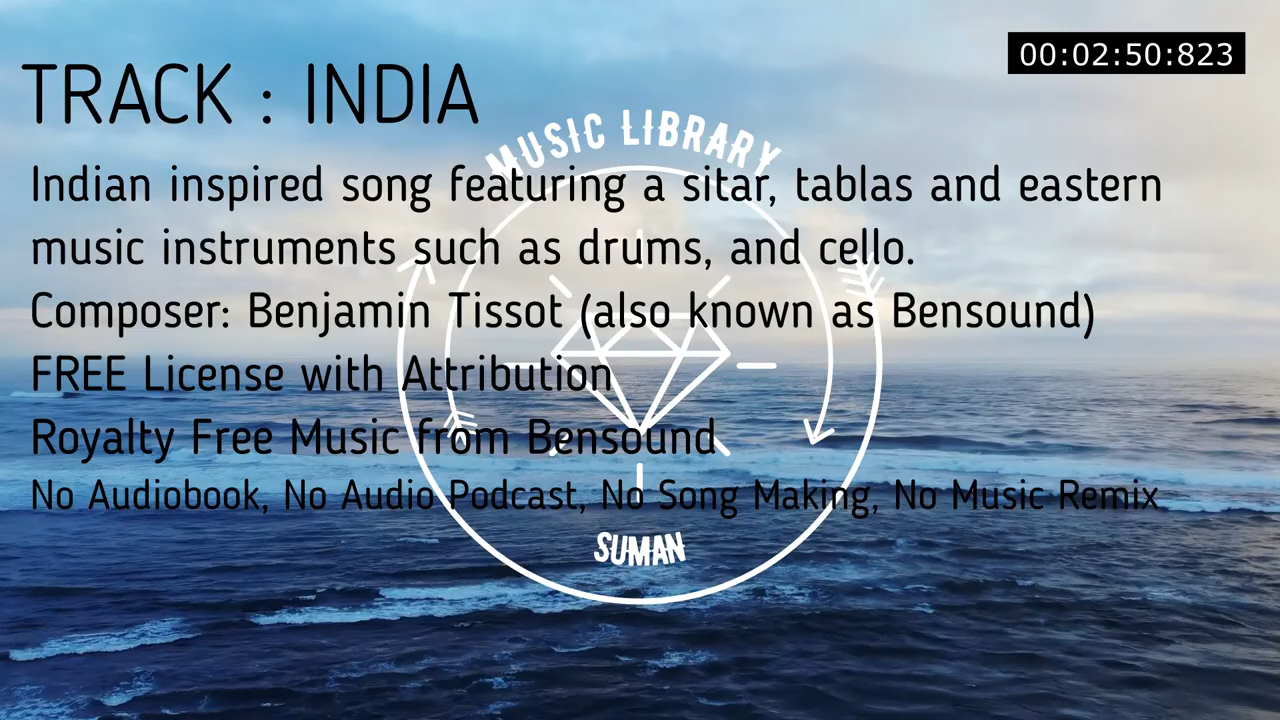 00:02:50:823
TRACK : INDIA
MUSIC LIBRARY
Indian inspired song featuring a sitar, tablas and eastern
music instruments such as drums, and cello.
Composer: Benjamin Tissot (also known as Bensound)
FREE License with Attribution
Royalty Free Music from Bensound
No Audiobook, No Audio Podcast, No Song Making, No Music Remix
SUMAN